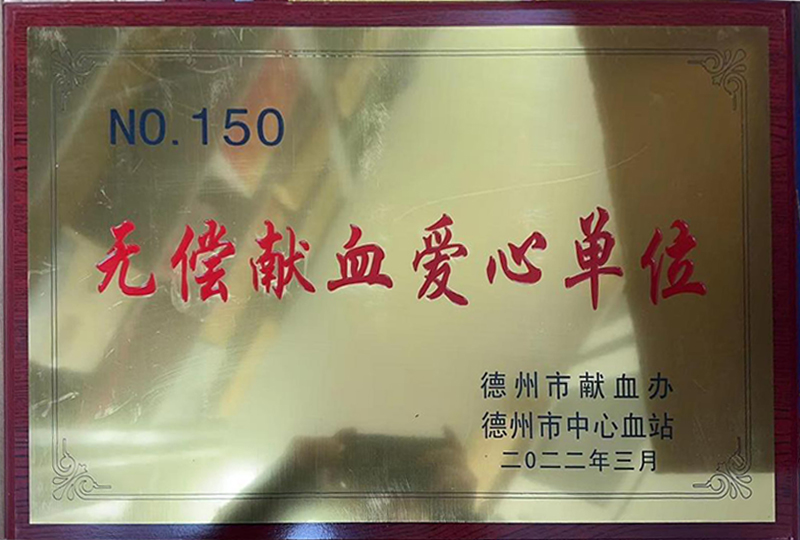 NO.150
无偿献血爱心单位
德州市献血办
德州市中心血站
二〇二二年三月